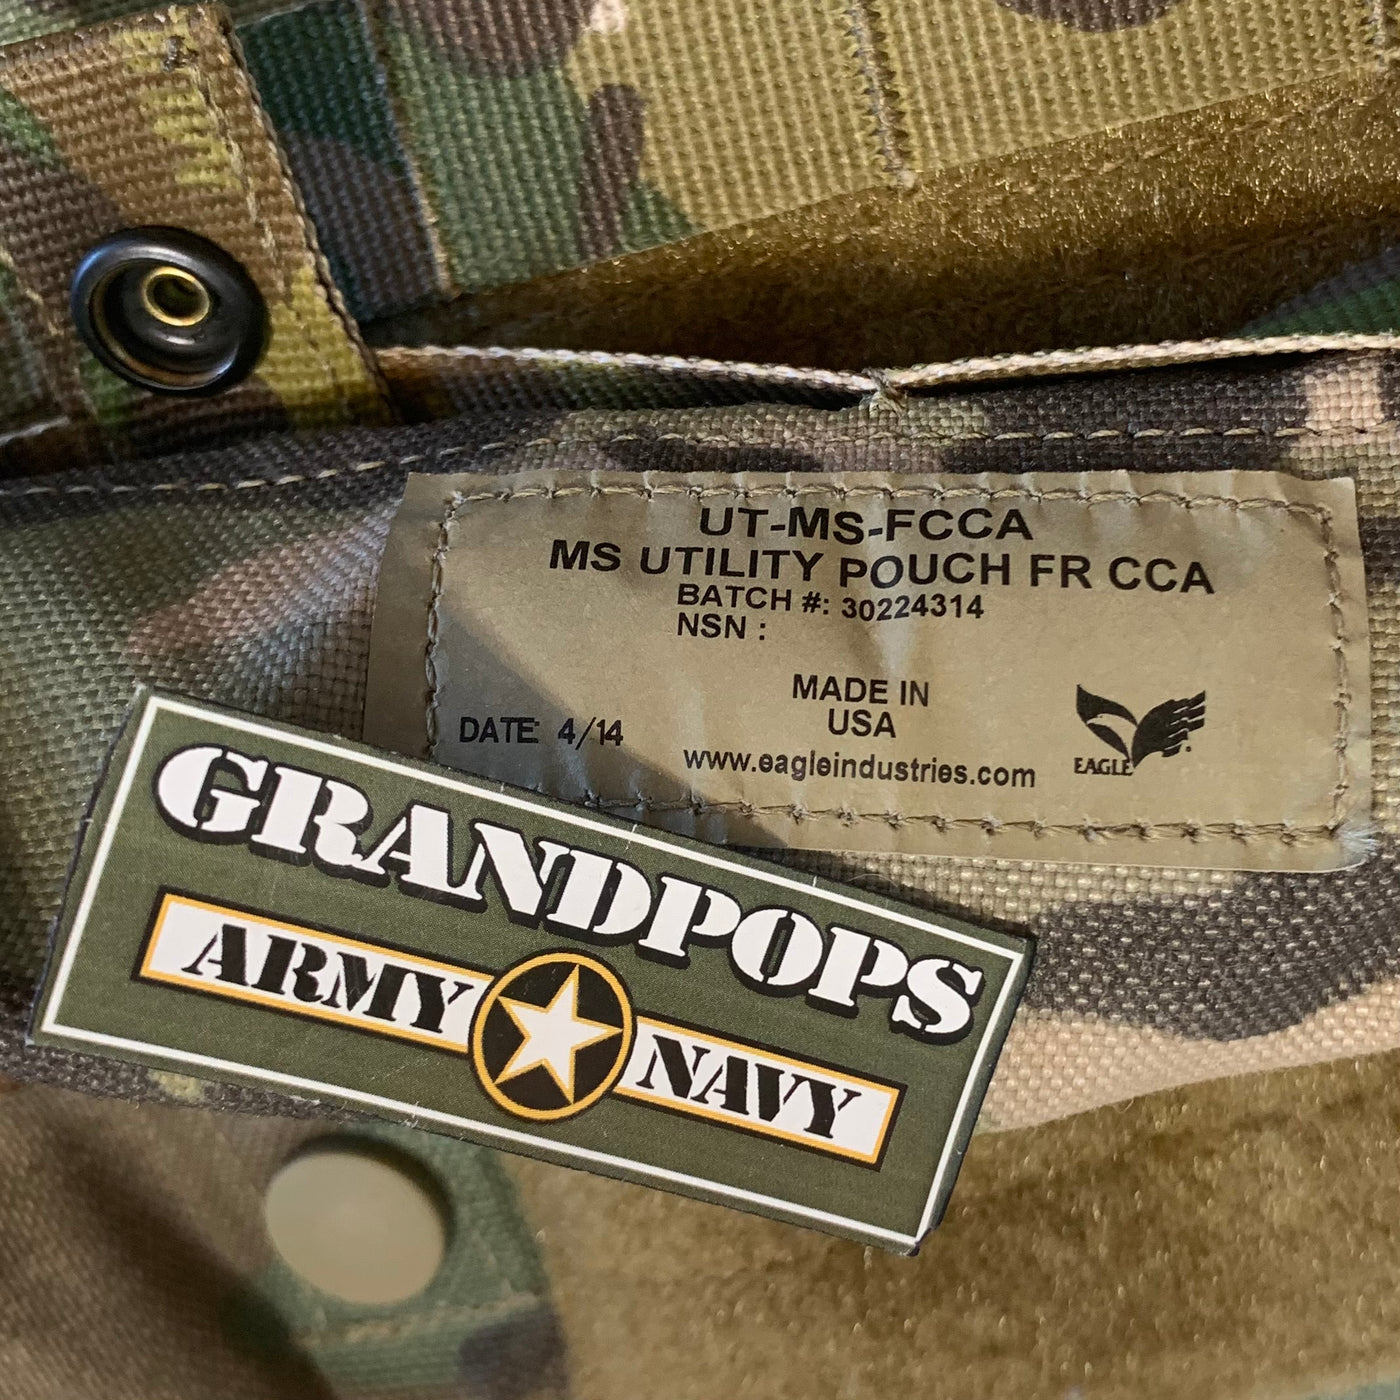 UT-MS-FCCA
MS UTILITY POUCH FR CCA
BATCH #: 30224314
NSN :
MADE IN
USA
DATE 4/14
www.eagleindustries.com
EAGLE
GRANDPOPS
ARMY NAVY